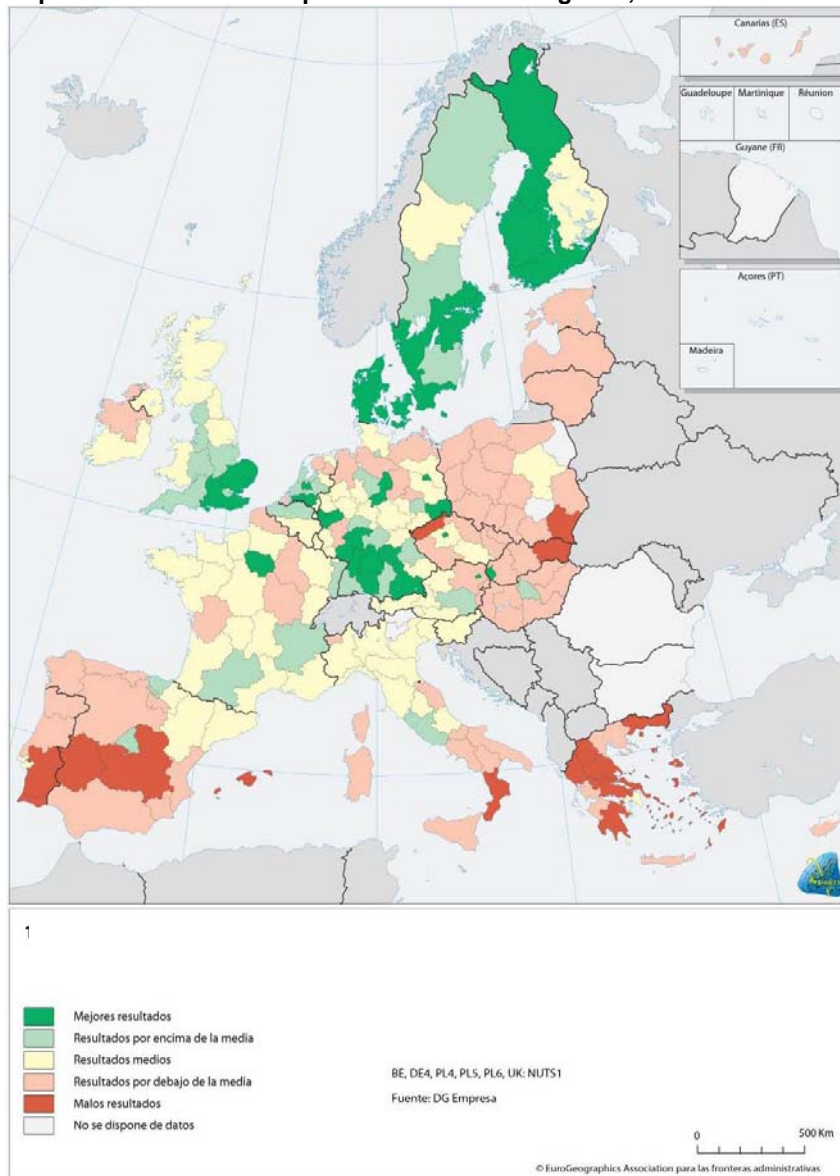 Canarias (ES)
Guadeloupe Martinique Réunion
Guyane (FR)
Açores (PT)
Madeira
Mejores resultados
Resultados por encima de la media
Resultados medios
Resultados por debajo de la media
Malos resultados
No se dispone de datos
BE, DE4, PL4, PL5, PL6, UK: NUTS1
Fuente: DG Empresa
0 500 Km
© EuroGeographics Association para las fronteras administrativas